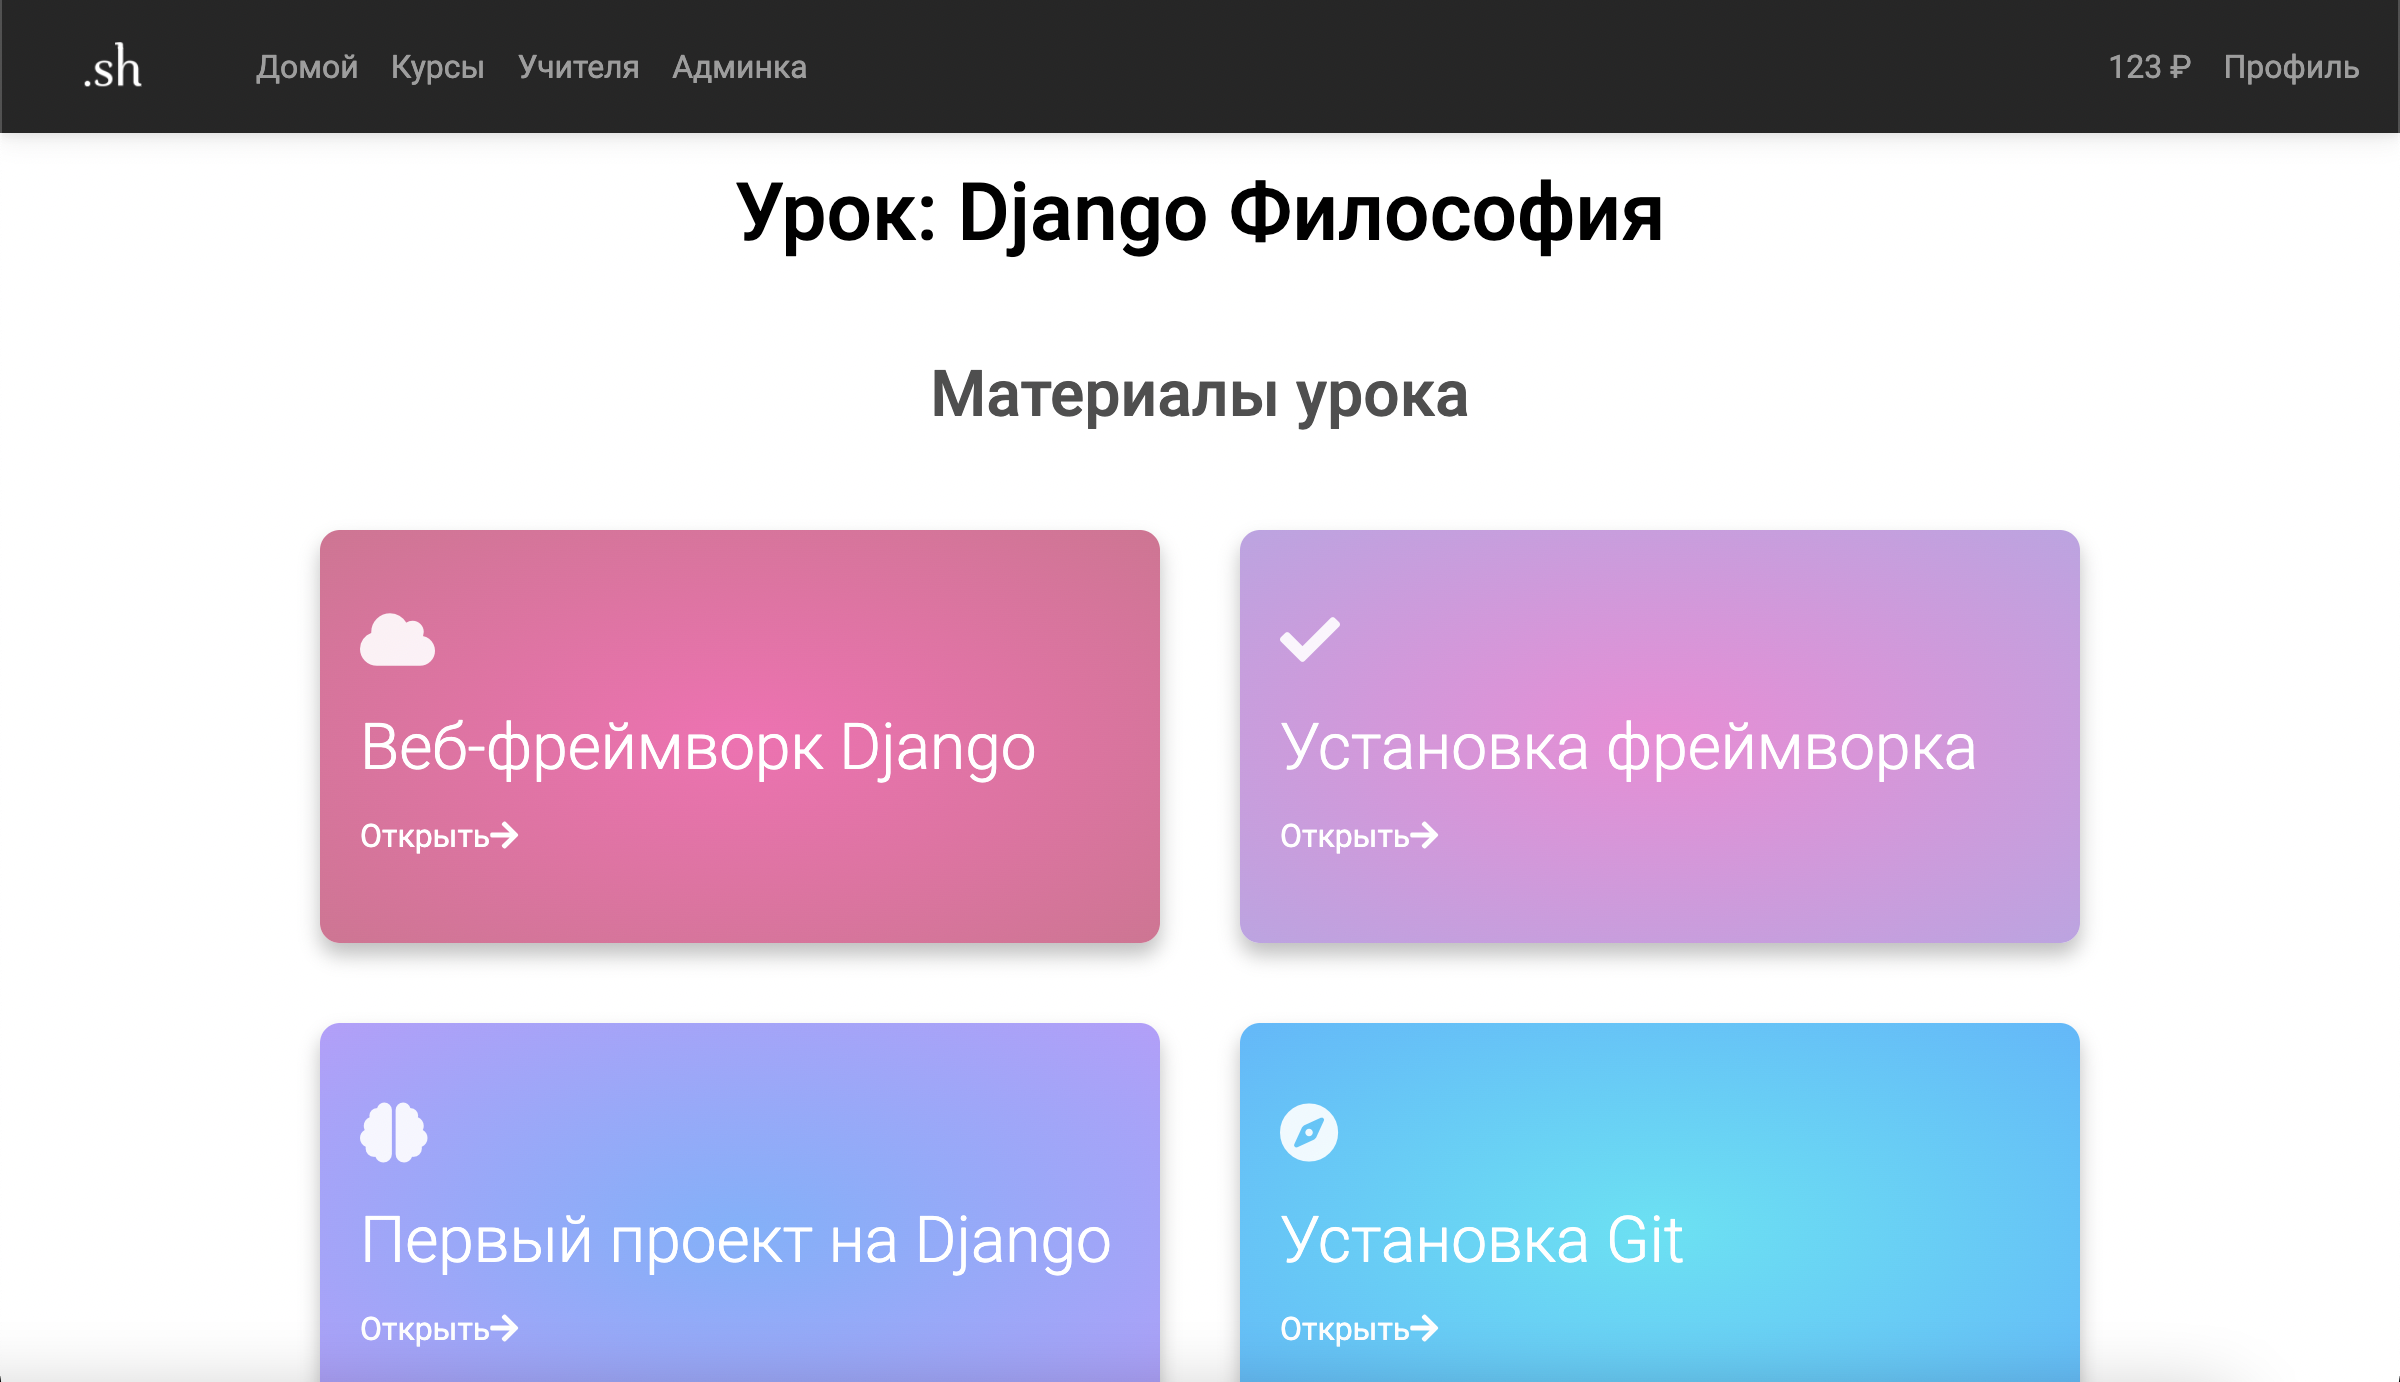 .sh Домой Курсы Учителя Админка 123 ₽ Профиль
Урок: Django Философия
Материалы урока
Веб-фреймворк Django
Открыть
Установка фреймворка
Открыть
Первый проект на Django
Открыть
Установка Git
Открыть